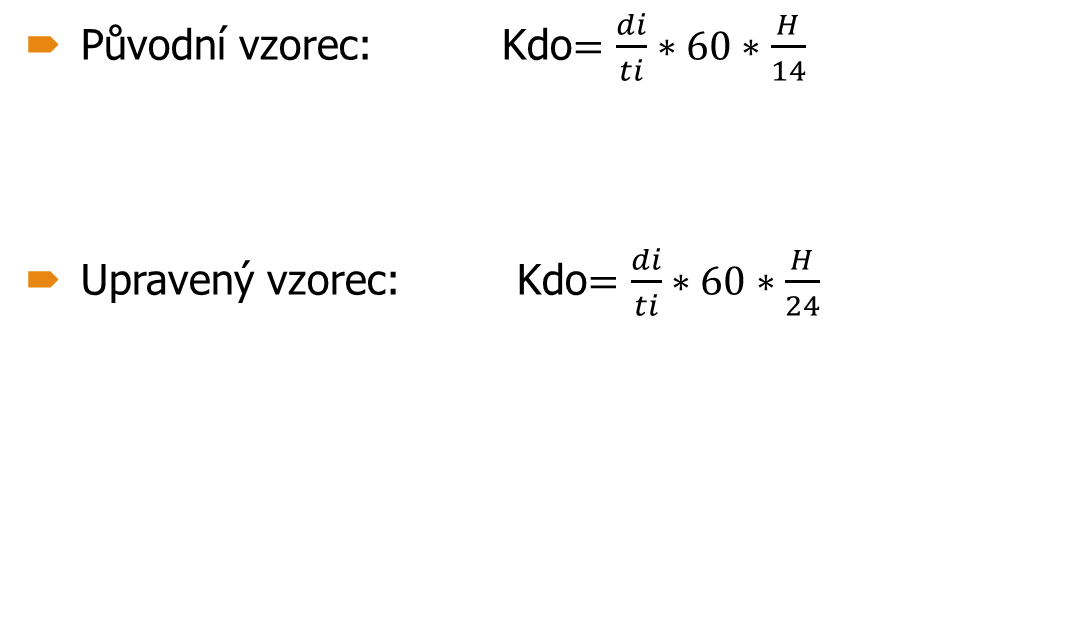 Původní vzorec: Kdo= di/ti * 60 * H/14
Upravený vzorec: Kdo= di/ti * 60 * H/24